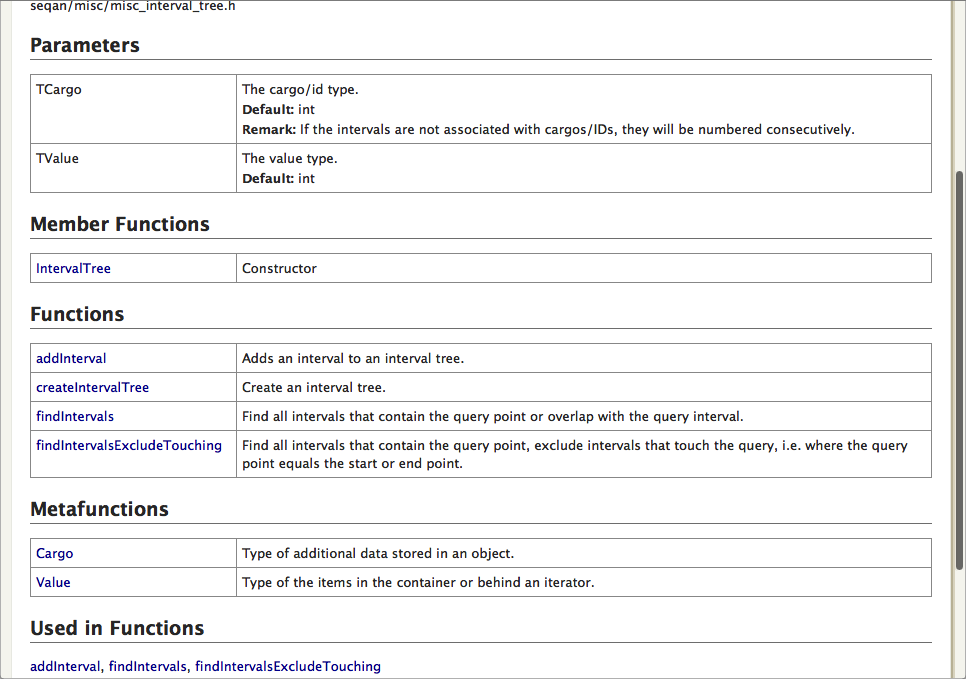 seqan/misc/misc_interval_tree.h
Parameters
TCargo
The cargo/id type.
Default: int
Remark: If the intervals are not associated with cargos/IDs, they will be numbered consecutively.
TValue
The value type.
Default: int
Member Functions
IntervalTree
Constructor
Functions
addInterval
Adds an interval to an interval tree.
createIntervalTree
Create an interval tree.
findIntervals
Find all intervals that contain the query point or overlap with the query interval.
findIntervalsExcludeTouching
Find all intervals that contain the query point, exclude intervals that touch the query, i.e. where the query
point equals the start or end point.
Metafunctions
Cargo
Type of additional data stored in an object.
Value
Type of the items in the container or behind an iterator.
Used in Functions
addInterval, findIntervals, findIntervalsExcludeTouching